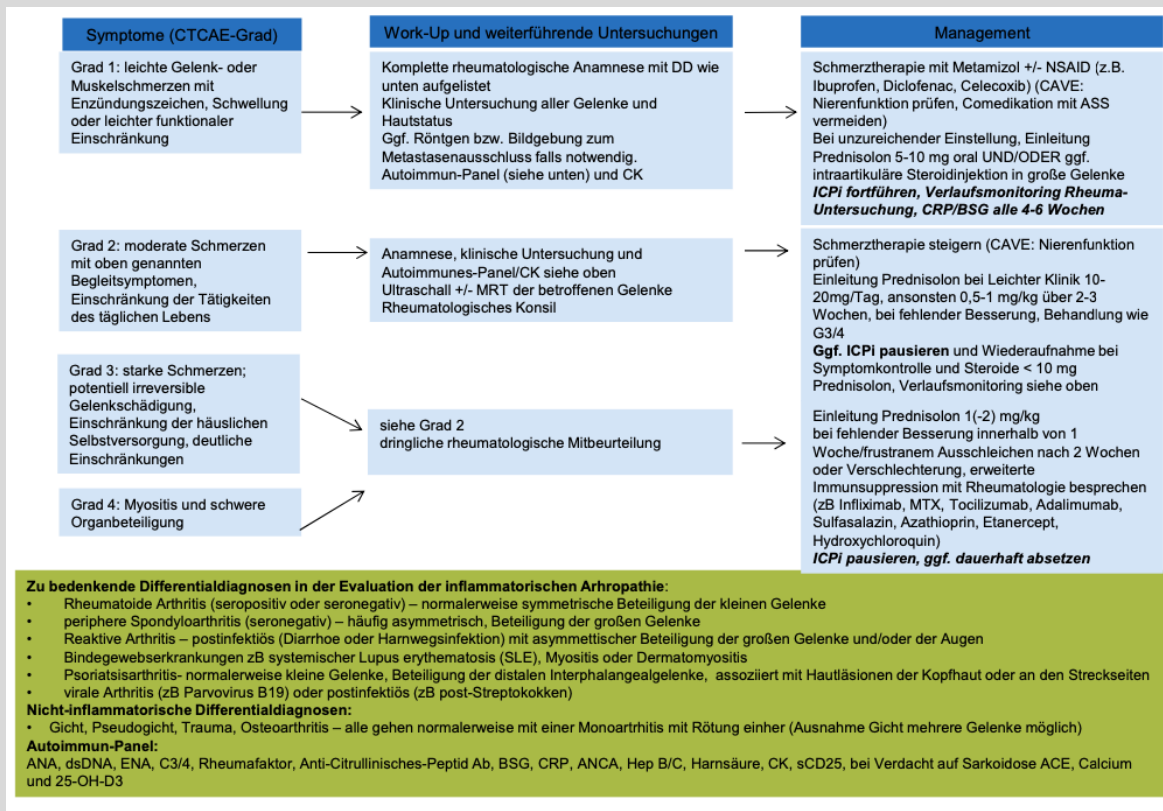 Symptome (CTCAE-Grad)
Work-Up und weiterführende Untersuchungen
Management
Grad 1: leichte Gelenk- oder
Muskelschmerzen mit
Enzündungszeichen, Schwellung
oder leichter funktionaler
Einschränkung
Komplette rheumatologische Anamnese mit DD wie
unten aufgelistet
Klinische Untersuchung aller Gelenke und
Hautstatus
Ggf. Röntgen bzw. Bildgebung zum
Metastasenausschluss falls notwendig.
Autoimmun-Panel (siehe unten) und CK
Schmerztherapie mit Metamizol +/- NSAID (z.B.
Ibuprofen, Diclofenac, Celecoxib) (CAVE:
Nierenfunktion prüfen, Comedikation mit ASS
vermeiden)
Bei unzureichender Einstellung, Einleitung
Prednisolon 5-10 mg oral UND/ODER ggf.
intraartikuläre Steroidinjektion in große Gelenke
ICPi fortführen, Verlaufsmonitoring Rheuma-
Untersuchung, CRP/BSG alle 4-6 Wochen
Grad 2: moderate Schmerzen
mit oben genannten
Begleitsymptomen,
Einschränkung der Tätigkeiten
des täglichen Lebens
Anamnese, klinische Untersuchung und
Autoimmunes-Panel/CK siehe oben
Ultraschall +/- MRT der betroffenen Gelenke
Rheumatologisches Konsil
Schmerztherapie steigern (CAVE: Nierenfunktion
prüfen)
Einleitung Prednisolon bei Leichter Klinik 10-
20mg/Tag, ansonsten 0,5-1 mg/kg über 2-3
Wochen, bei fehlender Besserung, Behandlung wie
G3/4
Ggf. ICPi pausieren und Wiederaufnahme bei
Symptomkontrolle und Steroide < 10 mg
Prednisolon, Verlaufsmonitoring siehe oben
Grad 3: starke Schmerzen;
potentiell irreversible
Gelenkschädigung,
Einschränkung der häuslichen
Selbstversorgung, deutliche
Einschränkungen
Grad 4: Myositis und schwere
Organbeteiligung
siehe Grad 2
dringliche rheumatologische Mitbeurteilung
Einleitung Prednisolon 1(-2) mg/kg
bei fehlender Besserung innerhalb von 1
Woche/frustranem Ausschleichen nach 2 Wochen
oder Verschlechterung, erweiterte
Immunsuppression mit Rheumatologie besprechen
(zB Infliximab, MTX, Tocilizumab, Adalimumab,
Sulfasalazin, Azathioprin, Etanercept,
Hydroxychloroquin)
ICPi pausieren, ggf. dauerhaft absetzen
Zu bedenkende Differentialdiagnosen in der Evaluation der inflammatorischen Arhropathie:
• Rheumatoide Arthritis (seropositiv oder seronegativ) – normalerweise symmetrische Beteiligung der kleinen Gelenke
• periphere Spondyloarthritis (seronegativ) – häufig asymmetrisch, Beteiligung der großen Gelenke
• Reaktive Arthritis – postinfektiös (Diarrhoe oder Harnwegsinfektion) mit asymmettischer Beteiligung der großen Gelenke und/oder der Augen
• Bindegewebserkrankungen zB systemischer Lupus erythematosis (SLE), Myositis oder Dermatomyositis
• Psoriatsisarthritis- normalerweise kleine Gelenke, Beteiligung der distalen Interphalangealgelenke, assoziiert mit Hautläsionen der Kopfhaut oder an den Streckseiten
• virale Arthritis (zB Parvovirus B19) oder postinfektiös (zB post-Streptokokken)
Nicht-inflammatorische Differentialdiagnosen:
• Gicht, Pseudogicht, Trauma, Osteoarthritis – alle gehen normalerweise mit einer Monoartrhitis mit Rötung einher (Ausnahme Gicht mehrere Gelenke möglich)
Autoimmun-Panel:
ANA, dsDNA, ENA, C3/4, Rheumafaktor, Anti-Citrullinisches-Peptid Ab, BSG, CRP, ANCA, Hep B/C, Harnsäure, CK, sCD25, bei Verdacht auf Sarkoidose ACE, Calcium
und 25-OH-D3